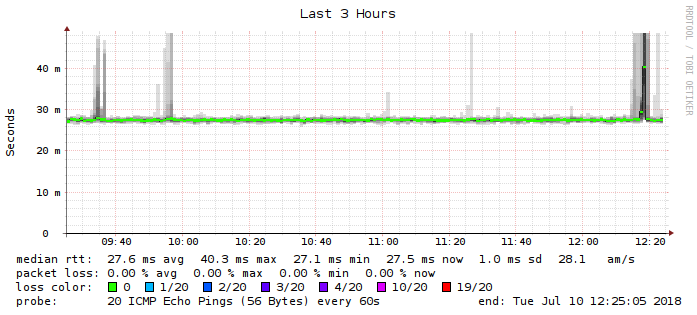 Last 3 Hours
RRDTOOL / TOBI OETIKER
Seconds
40 m
30 m
20 m
10 m
0
09:40 10:00 10:20 10:40 11:00 11:20 11:40 12:00 12:20
median rtt: 27.6 ms avg 40.3 ms max 27.1 ms min 27.5 ms now 1.0 ms sd 28.1 am/s
packet loss: 0.00 % avg 0.00 % max 0.00 % min 0.00 % now
loss color: 0 1/20 2/20 3/20 4/20 10/20 19/20
probe: 20 ICMP Echo Pings (56 Bytes) every 60s end: Tue Jul 10 12:25:05 2018